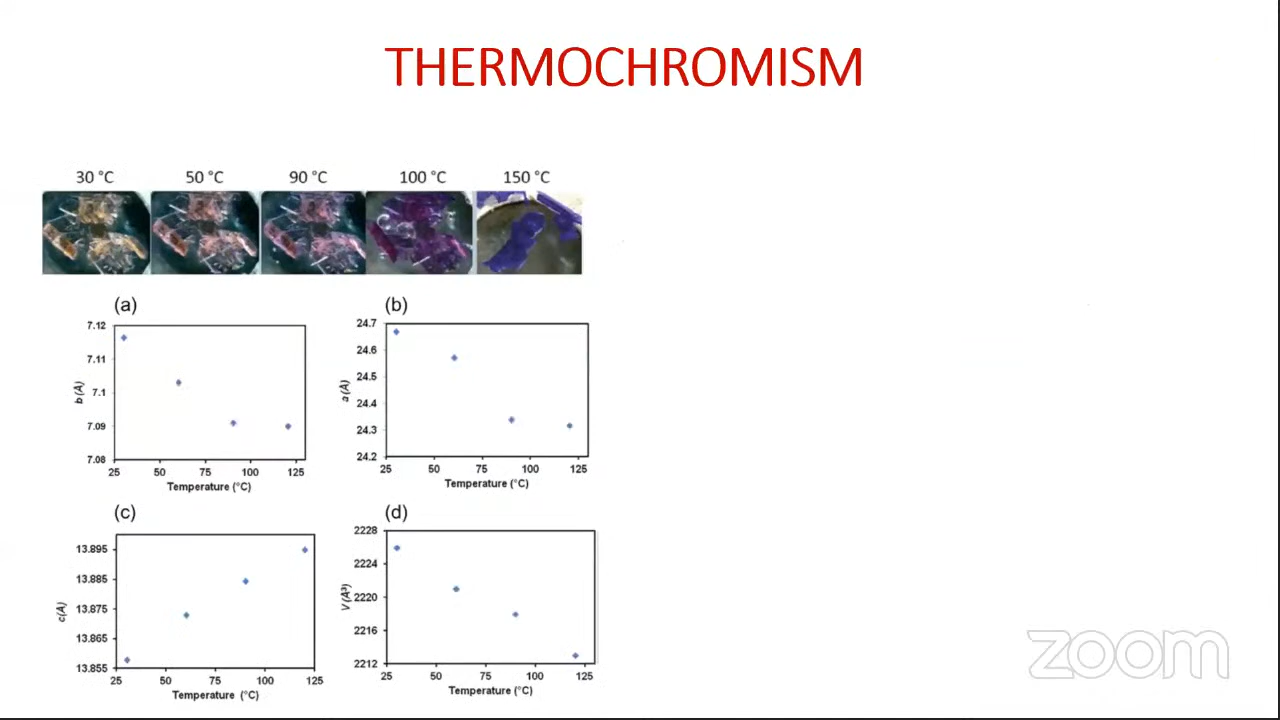 THERMOCHROMISM
30 °C 50 °C 90 °C 100 °C 150 °C
(a)
7.12
7.11
7.1
7.09
7.08
b (Å)
25 50 75 100 125
Temperature (°C)
(b)
24.7
24.6
24.5
24.4
24.3
24.2
a (Å)
25 50 75 100 125
Temperature (°C)
(c)
13.895
13.885
13.875
13.865
13.855
c(Å)
25 50 75 100 125
Temperature (°C)
(d)
2228
2224
2220
2216
2212
V (Å³)
25 50 75 100 125
Temperature (°C)
zoom